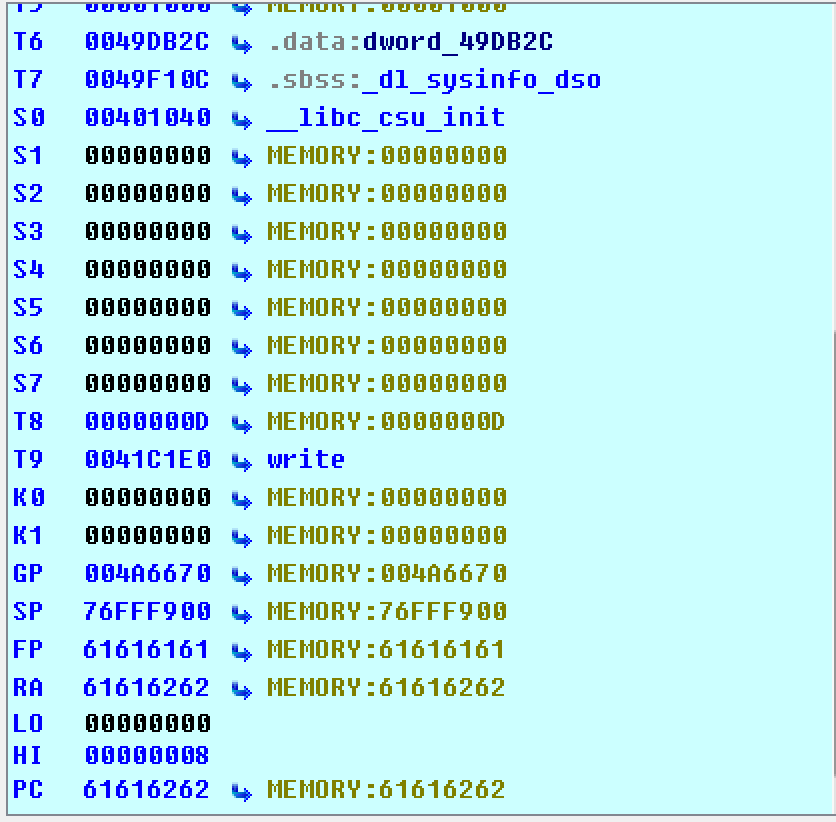 T5 00001000 MEMORY:00001000
T6 0049DB2C .data:dword_49DB2C
T7 0049F10C .sbss:_dl_sysinfo_dso
S0 00401040 __libc_csu_init
S1 00000000 MEMORY:00000000
S2 00000000 MEMORY:00000000
S3 00000000 MEMORY:00000000
S4 00000000 MEMORY:00000000
S5 00000000 MEMORY:00000000
S6 00000000 MEMORY:00000000
S7 00000000 MEMORY:00000000
T8 0000000D MEMORY:0000000D
T9 0041C1E0 write
K0 00000000 MEMORY:00000000
K1 00000000 MEMORY:00000000
GP 004A6670 MEMORY:004A6670
SP 76FFF900 MEMORY:76FFF900
FP 61616161 MEMORY:61616161
RA 61616262 MEMORY:61616262
LO 00000000
HI 00000008
PC 61616262 MEMORY:61616262